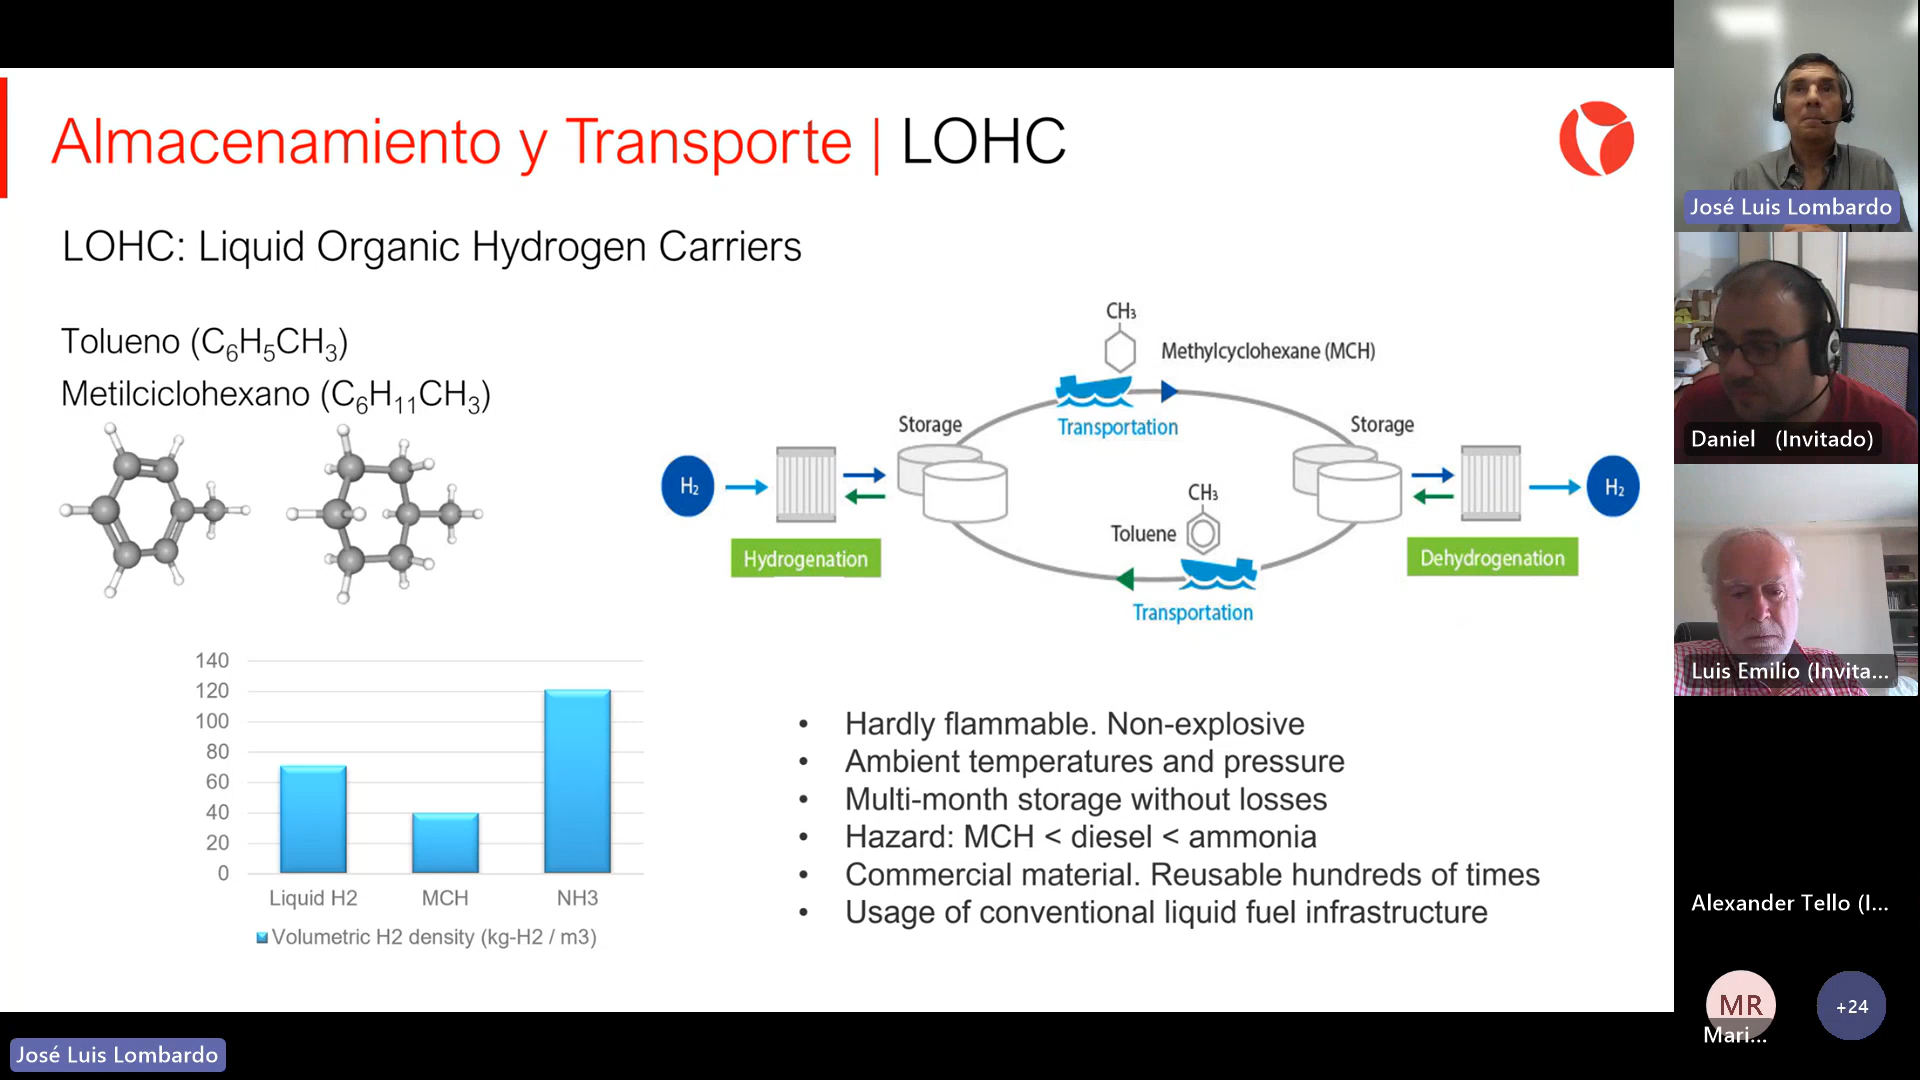 Almacenamiento y Transporte | LOHC
LOHC: Liquid Organic Hydrogen Carriers
Tolueno (C₆H₅CH₃)
Metilciclohexano (C₆H₁₁CH₃)
CH₃
Methylcyclohexane (MCH)
Storage
Transportation
Storage
H₂
H₂
CH₃
Toluene
Hydrogenation
Dehydrogenation
Transportation
140
120
100
80
60
40
20
0
Liquid H2
MCH
NH3
Volumetric H2 density (kg-H2 / m3)
• Hardly flammable. Non-explosive
• Ambient temperatures and pressure
• Multi-month storage without losses
• Hazard: MCH < diesel < ammonia
• Commercial material. Reusable hundreds of times
• Usage of conventional liquid fuel infrastructure
José Luis Lombardo
Daniel (Invitado)
Luis Emilio (Invita...
Alexander Tello (I...
MR
Mari...
+24
José Luis Lombardo